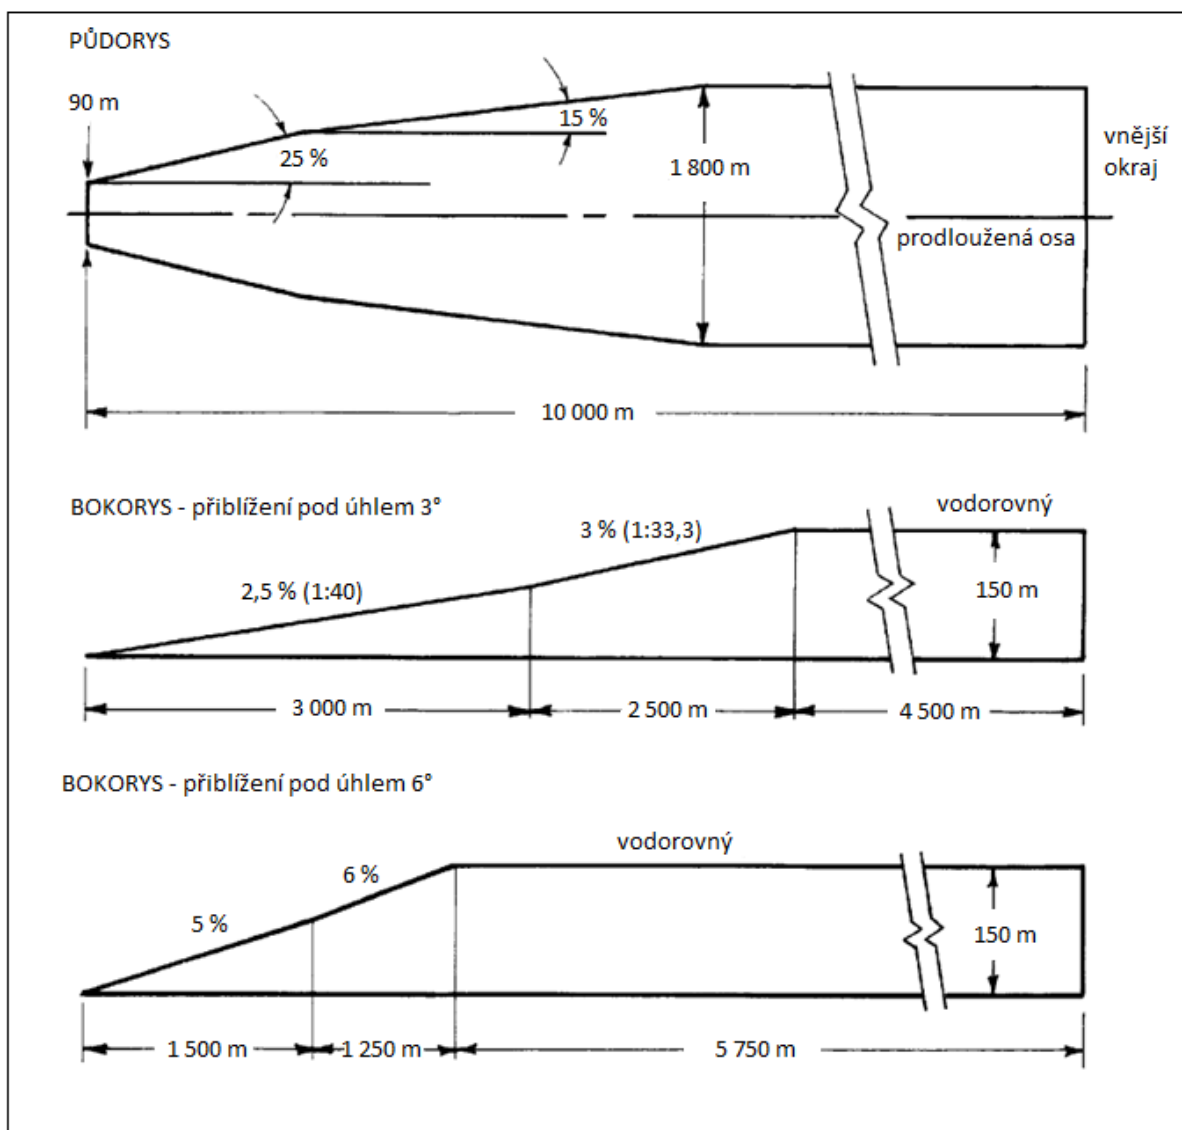 PŮDORYS
90 m
15 %
25 %
1 800 m
vnější
okraj
prodloužená osa
10 000 m
BOKORYS - přiblížení pod úhlem 3°
vodorovný
3 % (1:33,3)
2,5 % (1:40)
150 m
3 000 m
2 500 m
4 500 m
BOKORYS - přiblížení pod úhlem 6°
vodorovný
6 %
5 %
150 m
1 500 m
1 250 m
5 750 m